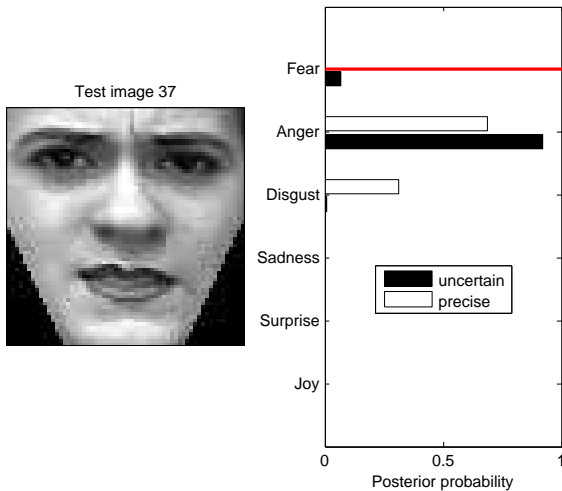 Test image 37
Fear
Anger
Disgust
Sadness
Surprise
Joy
uncertain
precise
0
0.5
1
Posterior probability